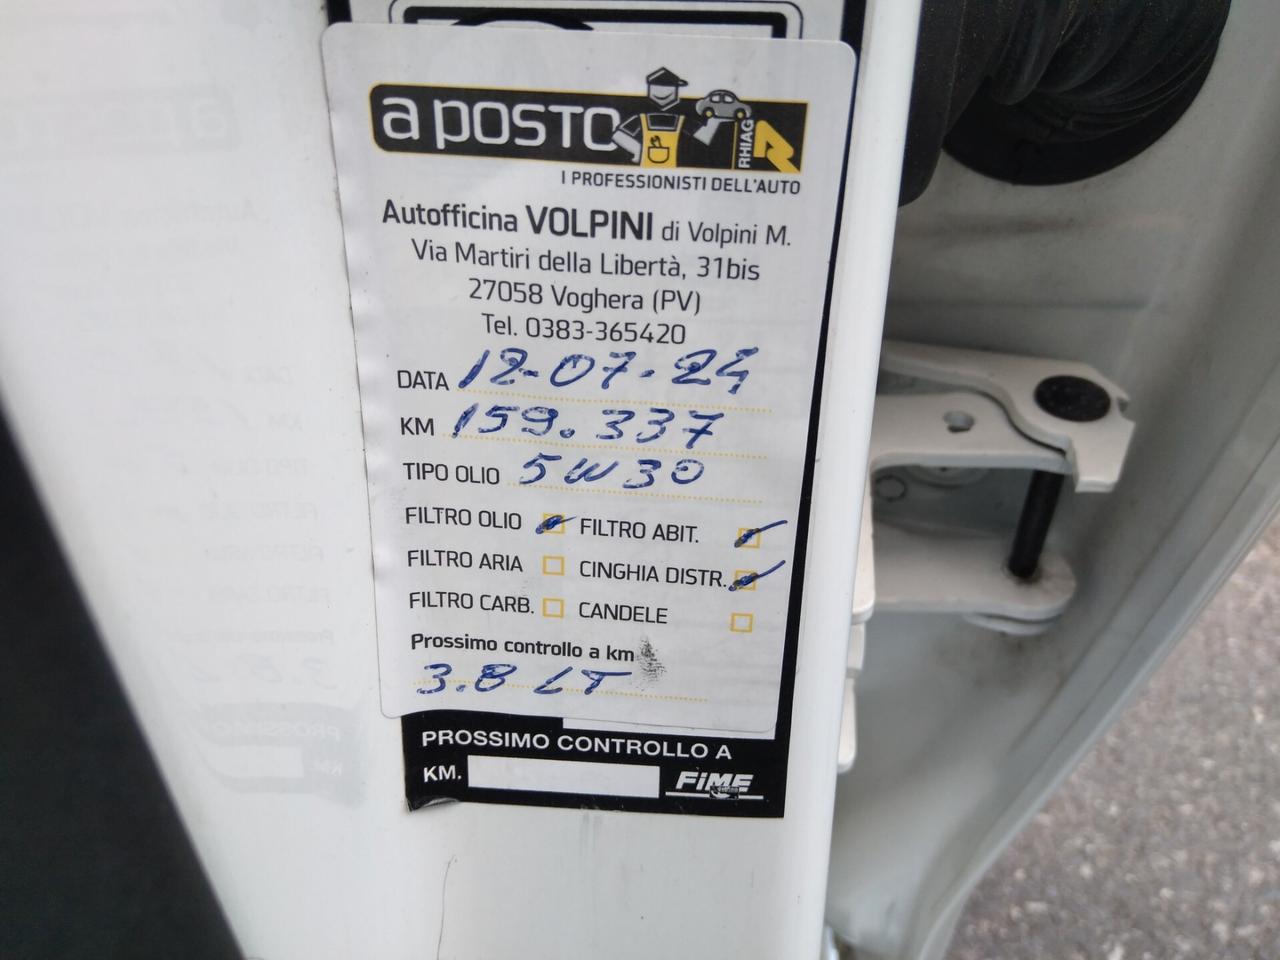 a POSTO
RHIAG
I PROFESSIONISTI DELL'AUTO
Autofficina VOLPINI di Volpini M.
Via Martiri della Libertà, 31bis
27058 Voghera (PV)
Tel. 0383-365420
DATA 12-07-24
KM 159.337
TIPO OLIO 5W30
FILTRO OLIO FILTRO ABIT.
FILTRO ARIA CINGHIA DISTR.
FILTRO CARB. CANDELE
Prossimo controllo a km
3.8 LT
PROSSIMO CONTROLLO A
KM. FIME